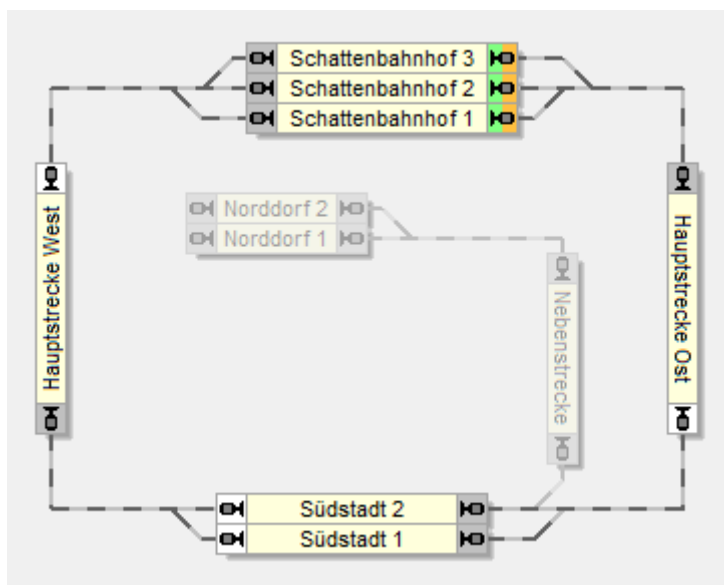 Schattenbahnhof 3
Schattenbahnhof 2
Schattenbahnhof 1
Norddorf 2
Norddorf 1
Hauptstrecke West
Hauptstrecke Ost
Nebenstrecke
Südstadt 2
Südstadt 1